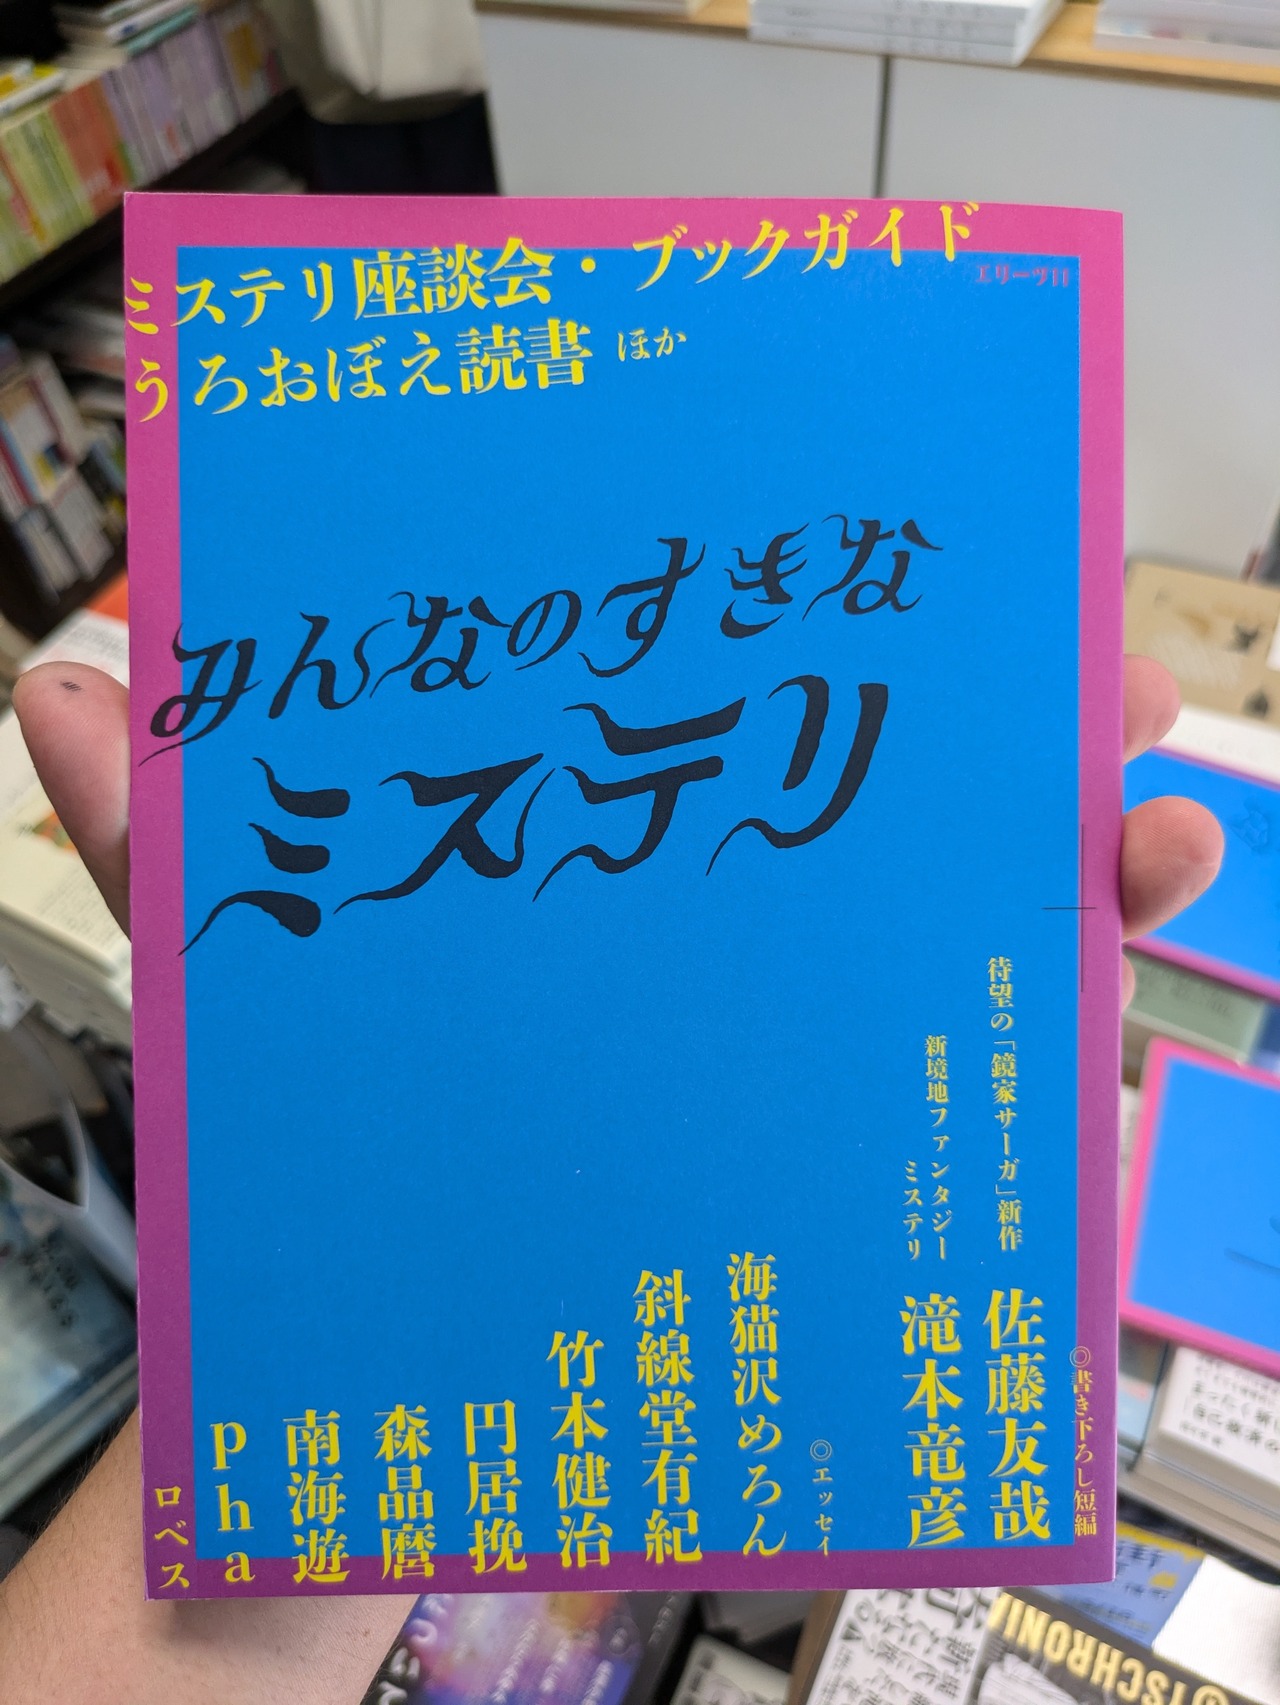 ミステリ座談会・ブックガイド
うろおぼえ読書 ほか
エリーツ11
みんなのすきな
ミステリ
◎書き下ろし短編
待望の「鏡家サーガ」新作
佐藤友哉
新境地ファンタジー
ミステリ
滝本竜彦
◎エッセイ
海猫沢めろん
斜線堂有紀
竹本健治
円居挽
森晶麿
南海遊
pha
ロベス